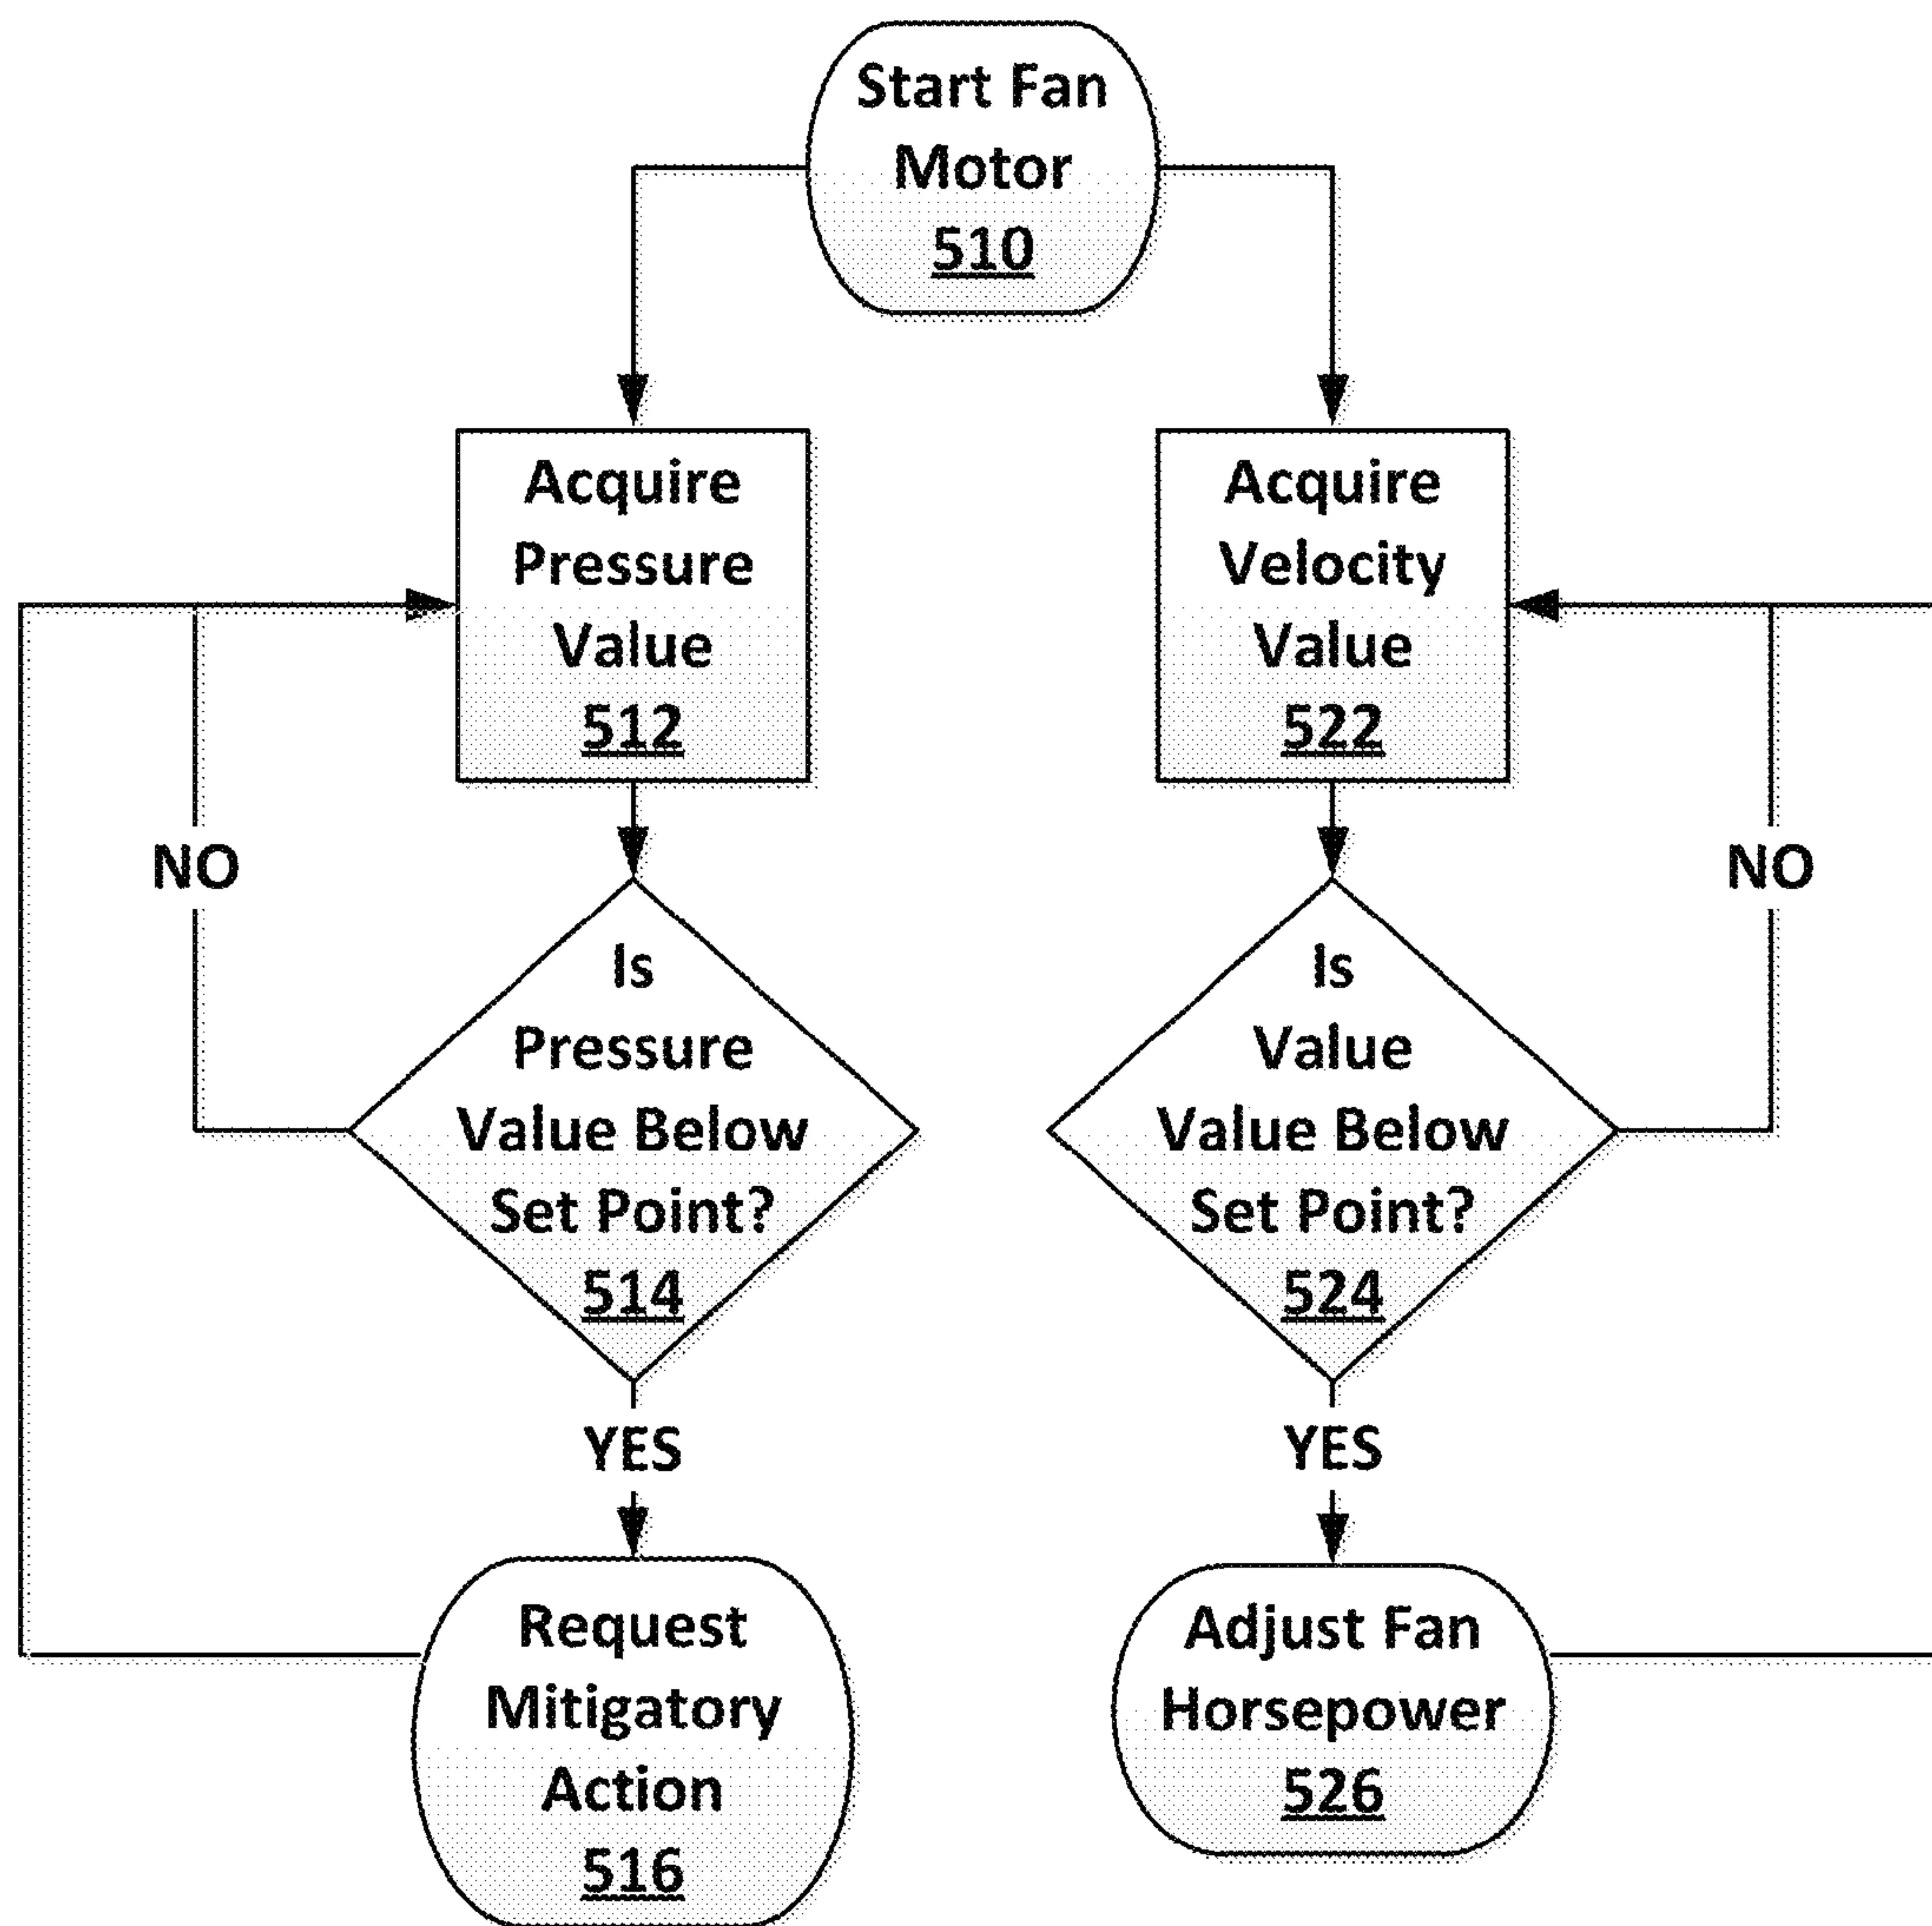 Start Fan
Motor
510
Acquire
Pressure
Value
512
Acquire
Velocity
Value
522
NO
NO
Is
Pressure
Value Below
Set Point?
514
Is
Value
Value Below
Set Point?
524
YES
YES
Request
Mitigatory
Action
516
Adjust Fan
Horsepower
526